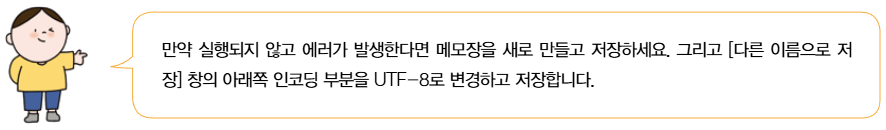 만약 실행되지 않고 에러가 발생한다면 메모장을 새로 만들고 저장하세요. 그리고 [다른 이름으로 저
장] 창의 아래쪽 인코딩 부분을 UTF-8로 변경하고 저장합니다.